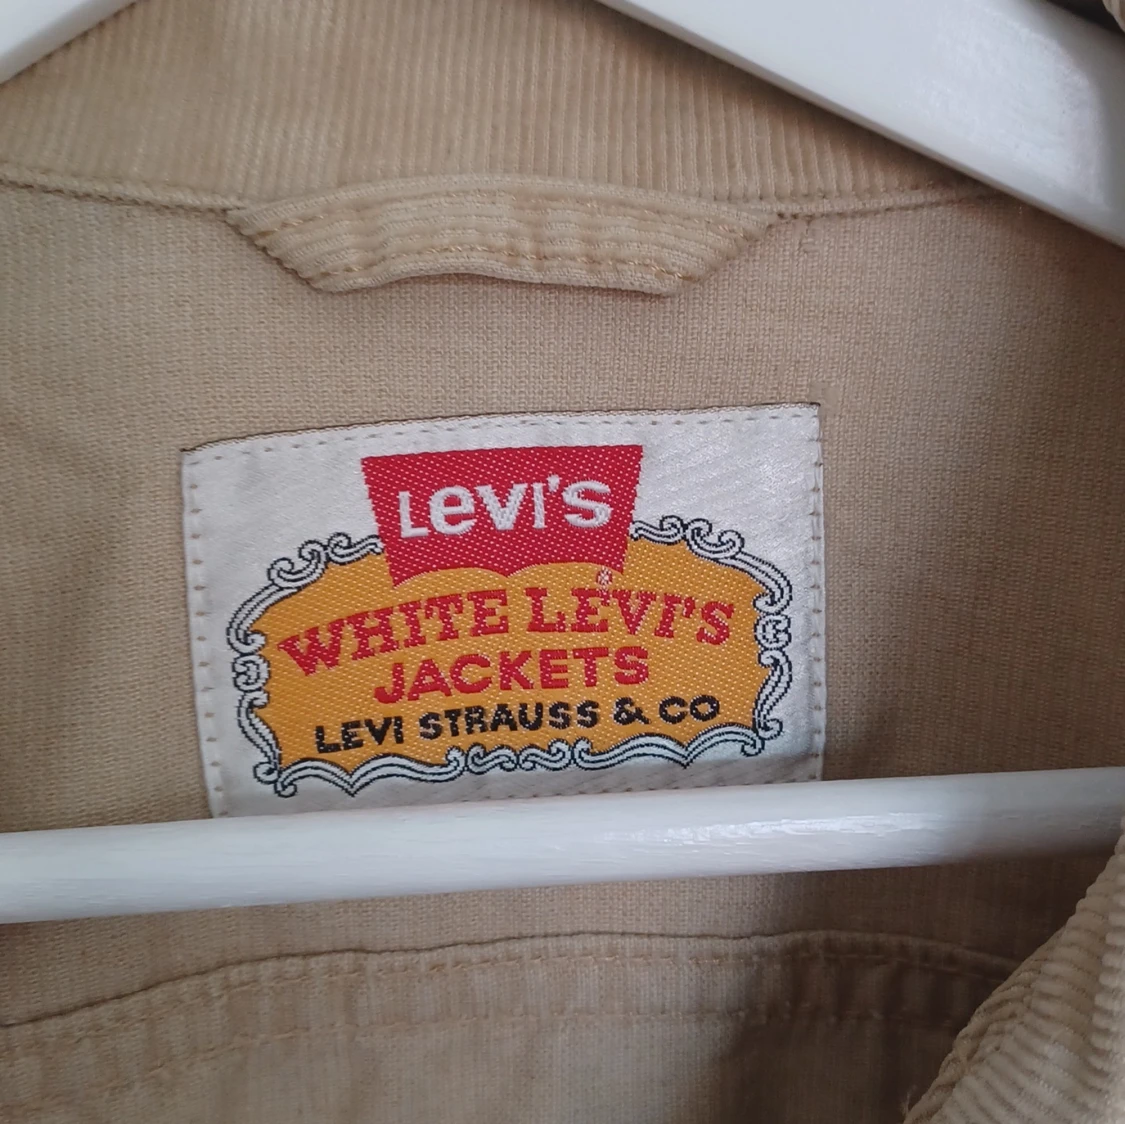 LEVI'S
WHITE LEVI'S®
JACKETS
LEVI STRAUSS & CO